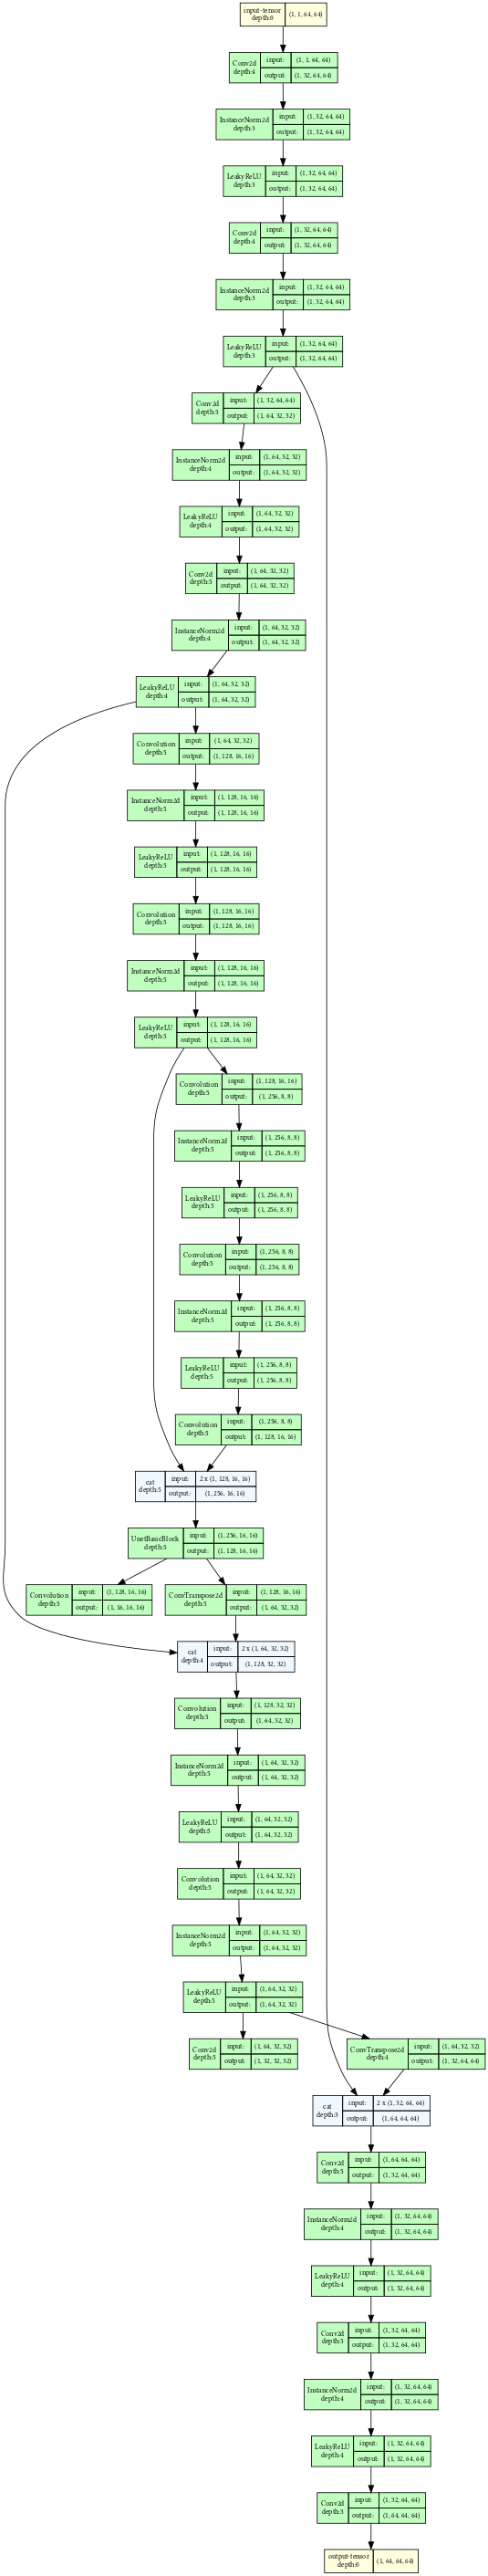 input-tensor
depth:0
(1, 1, 64, 64)
Conv2d
depth:4
input: (1, 1, 64, 64)
output: (1, 32, 64, 64)
InstanceNorm2d
depth:3
input: (1, 32, 64, 64)
output: (1, 32, 64, 64)
LeakyReLU
depth:3
input: (1, 32, 64, 64)
output: (1, 32, 64, 64)
Conv2d
depth:4
input: (1, 32, 64, 64)
output: (1, 32, 64, 64)
InstanceNorm2d
depth:3
input: (1, 32, 64, 64)
output: (1, 32, 64, 64)
LeakyReLU
depth:3
input: (1, 32, 64, 64)
output: (1, 32, 64, 64)
Conv2d
depth:5
input: (1, 32, 64, 64)
output: (1, 64, 32, 32)
InstanceNorm2d
depth:4
input: (1, 64, 32, 32)
output: (1, 64, 32, 32)
LeakyReLU
depth:4
input: (1, 64, 32, 32)
output: (1, 64, 32, 32)
Conv2d
depth:5
input: (1, 64, 32, 32)
output: (1, 64, 32, 32)
InstanceNorm2d
depth:4
input: (1, 64, 32, 32)
output: (1, 64, 32, 32)
LeakyReLU
depth:4
input: (1, 64, 32, 32)
output: (1, 64, 32, 32)
Convolution
depth:5
input: (1, 64, 32, 32)
output: (1, 128, 16, 16)
InstanceNorm2d
depth:5
input: (1, 128, 16, 16)
output: (1, 128, 16, 16)
LeakyReLU
depth:5
input: (1, 128, 16, 16)
output: (1, 128, 16, 16)
Convolution
depth:5
input: (1, 128, 16, 16)
output: (1, 128, 16, 16)
InstanceNorm2d
depth:5
input: (1, 128, 16, 16)
output: (1, 128, 16, 16)
LeakyReLU
depth:5
input: (1, 128, 16, 16)
output: (1, 128, 16, 16)
Convolution
depth:5
input: (1, 128, 16, 16)
output: (1, 256, 8, 8)
InstanceNorm2d
depth:5
input: (1, 256, 8, 8)
output: (1, 256, 8, 8)
LeakyReLU
depth:5
input: (1, 256, 8, 8)
output: (1, 256, 8, 8)
Convolution
depth:5
input: (1, 256, 8, 8)
output: (1, 256, 8, 8)
InstanceNorm2d
depth:5
input: (1, 256, 8, 8)
output: (1, 256, 8, 8)
LeakyReLU
depth:5
input: (1, 256, 8, 8)
output: (1, 256, 8, 8)
Convolution
depth:5
input: (1, 256, 8, 8)
output: (1, 128, 16, 16)
cat
depth:5
input: 2 x (1, 128, 16, 16)
output: (1, 256, 16, 16)
UnetBasicBlock
depth:5
input: (1, 256, 16, 16)
output: (1, 128, 16, 16)
Convolution
depth:5
input: (1, 128, 16, 16)
output: (1, 16, 16, 16)
ConvTranspose2d
depth:5
input: (1, 128, 16, 16)
output: (1, 64, 32, 32)
cat
depth:4
input: 2 x (1, 64, 32, 32)
output: (1, 128, 32, 32)
Convolution
depth:5
input: (1, 128, 32, 32)
output: (1, 64, 32, 32)
InstanceNorm2d
depth:5
input: (1, 64, 32, 32)
output: (1, 64, 32, 32)
LeakyReLU
depth:5
input: (1, 64, 32, 32)
output: (1, 64, 32, 32)
Convolution
depth:5
input: (1, 64, 32, 32)
output: (1, 64, 32, 32)
InstanceNorm2d
depth:5
input: (1, 64, 32, 32)
output: (1, 64, 32, 32)
LeakyReLU
depth:5
input: (1, 64, 32, 32)
output: (1, 64, 32, 32)
Conv2d
depth:5
input: (1, 64, 32, 32)
output: (1, 32, 32, 32)
ConvTranspose2d
depth:4
input: (1, 64, 32, 32)
output: (1, 32, 64, 64)
cat
depth:3
input: 2 x (1, 32, 64, 64)
output: (1, 64, 64, 64)
Conv2d
depth:5
input: (1, 64, 64, 64)
output: (1, 32, 64, 64)
InstanceNorm2d
depth:4
input: (1, 32, 64, 64)
output: (1, 32, 64, 64)
LeakyReLU
depth:4
input: (1, 32, 64, 64)
output: (1, 32, 64, 64)
Conv2d
depth:5
input: (1, 32, 64, 64)
output: (1, 32, 64, 64)
InstanceNorm2d
depth:4
input: (1, 32, 64, 64)
output: (1, 32, 64, 64)
LeakyReLU
depth:4
input: (1, 32, 64, 64)
output: (1, 32, 64, 64)
Conv2d
depth:3
input: (1, 32, 64, 64)
output: (1, 64, 64, 64)
output-tensor
depth:0
(1, 64, 64, 64)